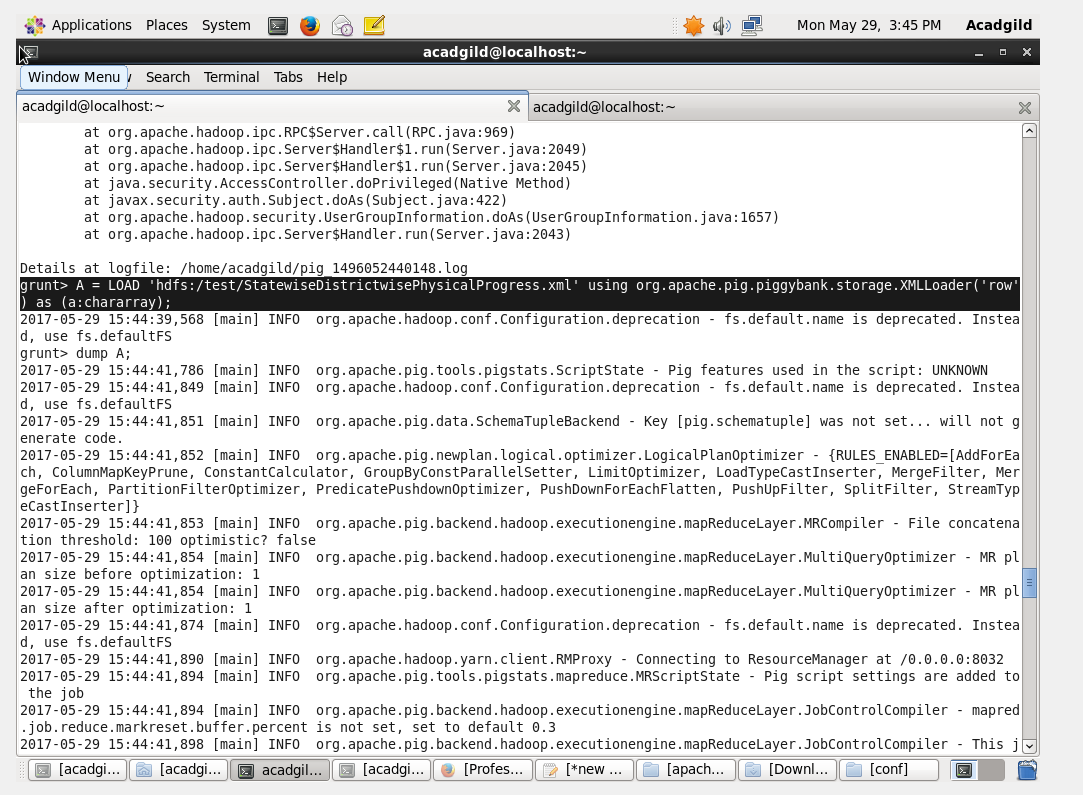 Applications Places System Mon May 29, 3:45 PM Acadgild
acadgild@localhost:~
Window Menu Search Terminal Tabs Help
acadgild@localhost:~ acadgild@localhost:~
at org.apache.hadoop.ipc.RPC$Server.call(RPC.java:969)
at org.apache.hadoop.ipc.Server$Handler$1.run(Server.java:2049)
at org.apache.hadoop.ipc.Server$Handler$1.run(Server.java:2045)
at java.security.AccessController.doPrivileged(Native Method)
at javax.security.auth.Subject.doAs(Subject.java:422)
at org.apache.hadoop.security.UserGroupInformation.doAs(UserGroupInformation.java:1657)
at org.apache.hadoop.ipc.Server$Handler.run(Server.java:2043)
Details at logfile: /home/acadgild/pig_1496052440148.log
grunt> A = LOAD 'hdfs:/test/StatewiseDistrictwisePhysicalProgress.xml' using org.apache.pig.piggybank.storage.XMLLoader('row'
) as (a:chararray);
2017-05-29 15:44:39,568 [main] INFO  org.apache.hadoop.conf.Configuration.deprecation - fs.default.name is deprecated. Instea
d, use fs.defaultFS
grunt> dump A;
2017-05-29 15:44:41,786 [main] INFO  org.apache.pig.tools.pigstats.ScriptState - Pig features used in the script: UNKNOWN
2017-05-29 15:44:41,849 [main] INFO  org.apache.hadoop.conf.Configuration.deprecation - fs.default.name is deprecated. Instea
d, use fs.defaultFS
2017-05-29 15:44:41,851 [main] INFO  org.apache.pig.data.SchemaTupleBackend - Key [pig.schematuple] was not set... will not g
enerate code.
2017-05-29 15:44:41,852 [main] INFO  org.apache.pig.newplan.logical.optimizer.LogicalPlanOptimizer - {RULES_ENABLED=[AddForEa
ch, ColumnMapKeyPrune, ConstantCalculator, GroupByConstParallelSetter, LimitOptimizer, LoadTypeCastInserter, MergeFilter, Mer
geForEach, PartitionFilterOptimizer, PredicatePushdownOptimizer, PushDownForEachFlatten, PushUpFilter, SplitFilter, StreamTyp
eCastInserter]}
2017-05-29 15:44:41,853 [main] INFO  org.apache.pig.backend.hadoop.executionengine.mapReduceLayer.MRCompiler - File concatena
tion threshold: 100 optimistic? false
2017-05-29 15:44:41,854 [main] INFO  org.apache.pig.backend.hadoop.executionengine.mapReduceLayer.MultiQueryOptimizer - MR pl
an size before optimization: 1
2017-05-29 15:44:41,854 [main] INFO  org.apache.pig.backend.hadoop.executionengine.mapReduceLayer.MultiQueryOptimizer - MR pl
an size after optimization: 1
2017-05-29 15:44:41,874 [main] INFO  org.apache.hadoop.conf.Configuration.deprecation - fs.default.name is deprecated. Instea
d, use fs.defaultFS
2017-05-29 15:44:41,890 [main] INFO  org.apache.hadoop.yarn.client.RMProxy - Connecting to ResourceManager at /0.0.0.0:8032
2017-05-29 15:44:41,894 [main] INFO  org.apache.pig.tools.pigstats.mapreduce.MRScriptState - Pig script settings are added to
the job
2017-05-29 15:44:41,894 [main] INFO  org.apache.pig.backend.hadoop.executionengine.mapReduceLayer.JobControlCompiler - mapred
.job.reduce.markreset.buffer.percent is not set, set to default 0.3
2017-05-29 15:44:41,898 [main] INFO  org.apache.pig.backend.hadoop.executionengine.mapReduceLayer.JobControlCompiler - This j
[acadgi... [acadgi... acadgil... [acadgi... [Profes... [*new ... [apach... [Downl... [conf]